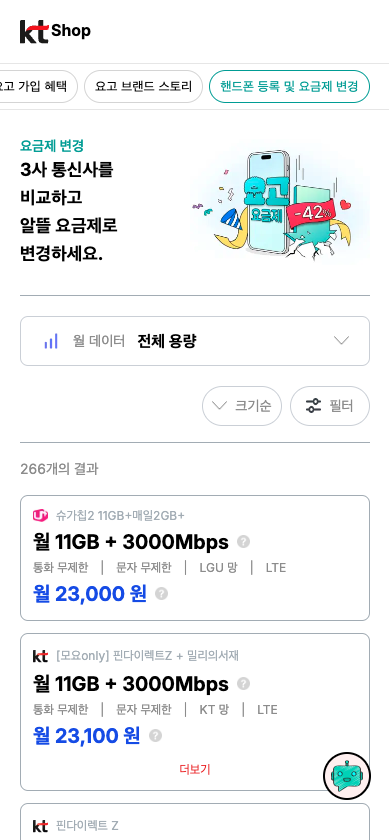 kt Shop
요고 가입 혜택
요고 브랜드 스토리
핸드폰 등록 및 요금제 변경
요금제 변경
3사 통신사를
비교하고
알뜰 요금제로
변경하세요.
요고
요금제
-42%
월 데이터 전체 용량
크기순
필터
266개의 결과
U+ 슈가칩2 11GB+매일2GB+
월 11GB + 3000Mbps ?
통화 무제한 | 문자 무제한 | LGU 망 | LTE
월 23,000 원 ?
kt [모요only] 핀다이렉트Z + 밀리의서재
월 11GB + 3000Mbps ?
통화 무제한 | 문자 무제한 | KT 망 | LTE
월 23,100 원 ?
더보기
kt 핀다이렉트 Z